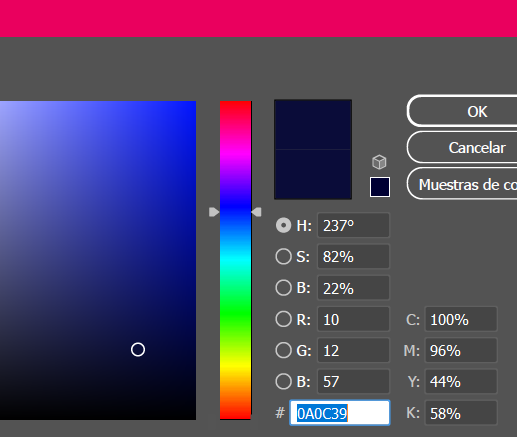 OK
Cancelar
Muestras de co
H: 237°
S: 82%
B: 22%
R: 10 C: 100%
G: 12 M: 96%
B: 57 Y: 44%
# 0A0C39 K: 58%